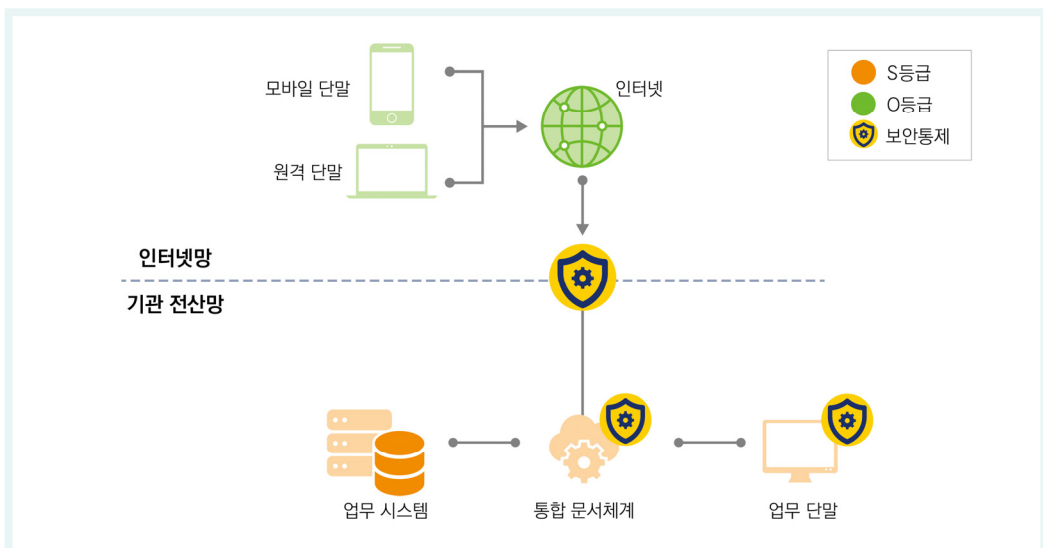 모바일 단말
원격 단말
인터넷
S등급
O등급
보안통제
인터넷망
기관 전산망
업무 시스템
통합 문서체계
업무 단말